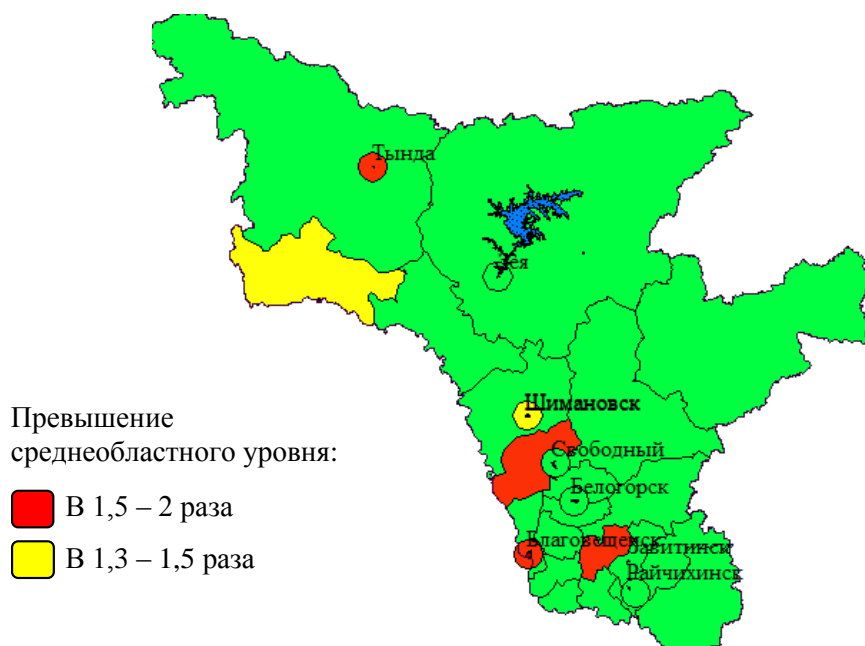 Тында
Зея
Шимановск
Свободный
Белогорск
Благовещенск
Завитинск
Райчихинск
Превышение
среднеобластного уровня:
В 1,5 – 2 раза
В 1,3 – 1,5 раза